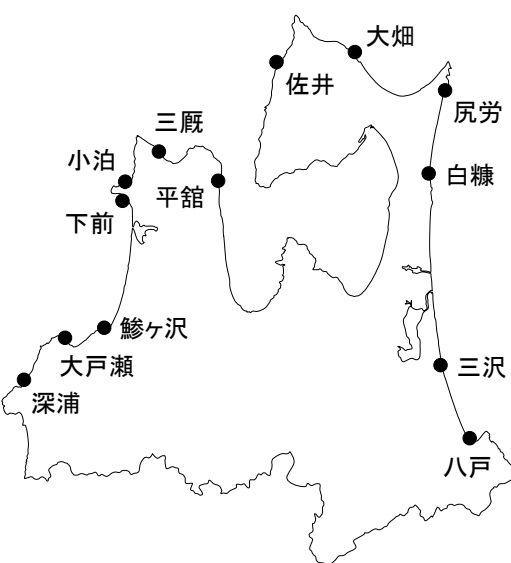 大畑
佐井
尻労
三厩
小泊
平舘
白糠
下前
鰺ヶ沢
大戸瀬
三沢
深浦
八戸